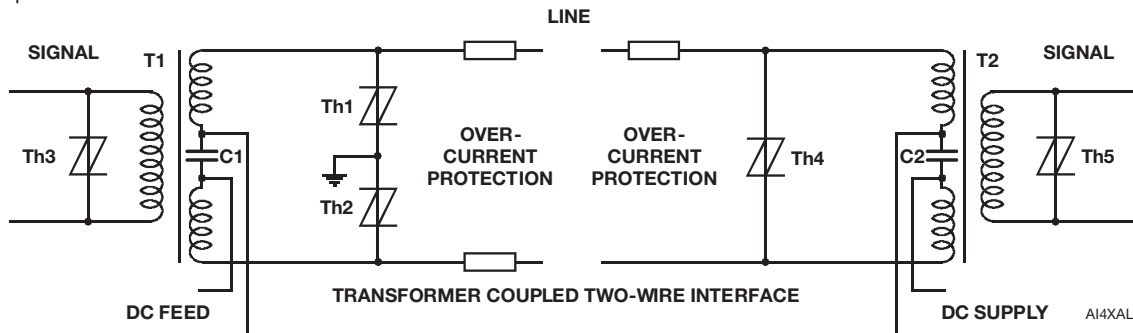 LINE
SIGNAL
T1
T2
SIGNAL
Th1
Th3
C1
OVER-
CURRENT
PROTECTION
OVER-
CURRENT
PROTECTION
Th4
C2
Th5
Th2
DC FEED
TRANSFORMER COUPLED TWO-WIRE INTERFACE
DC SUPPLY
AI4XAL